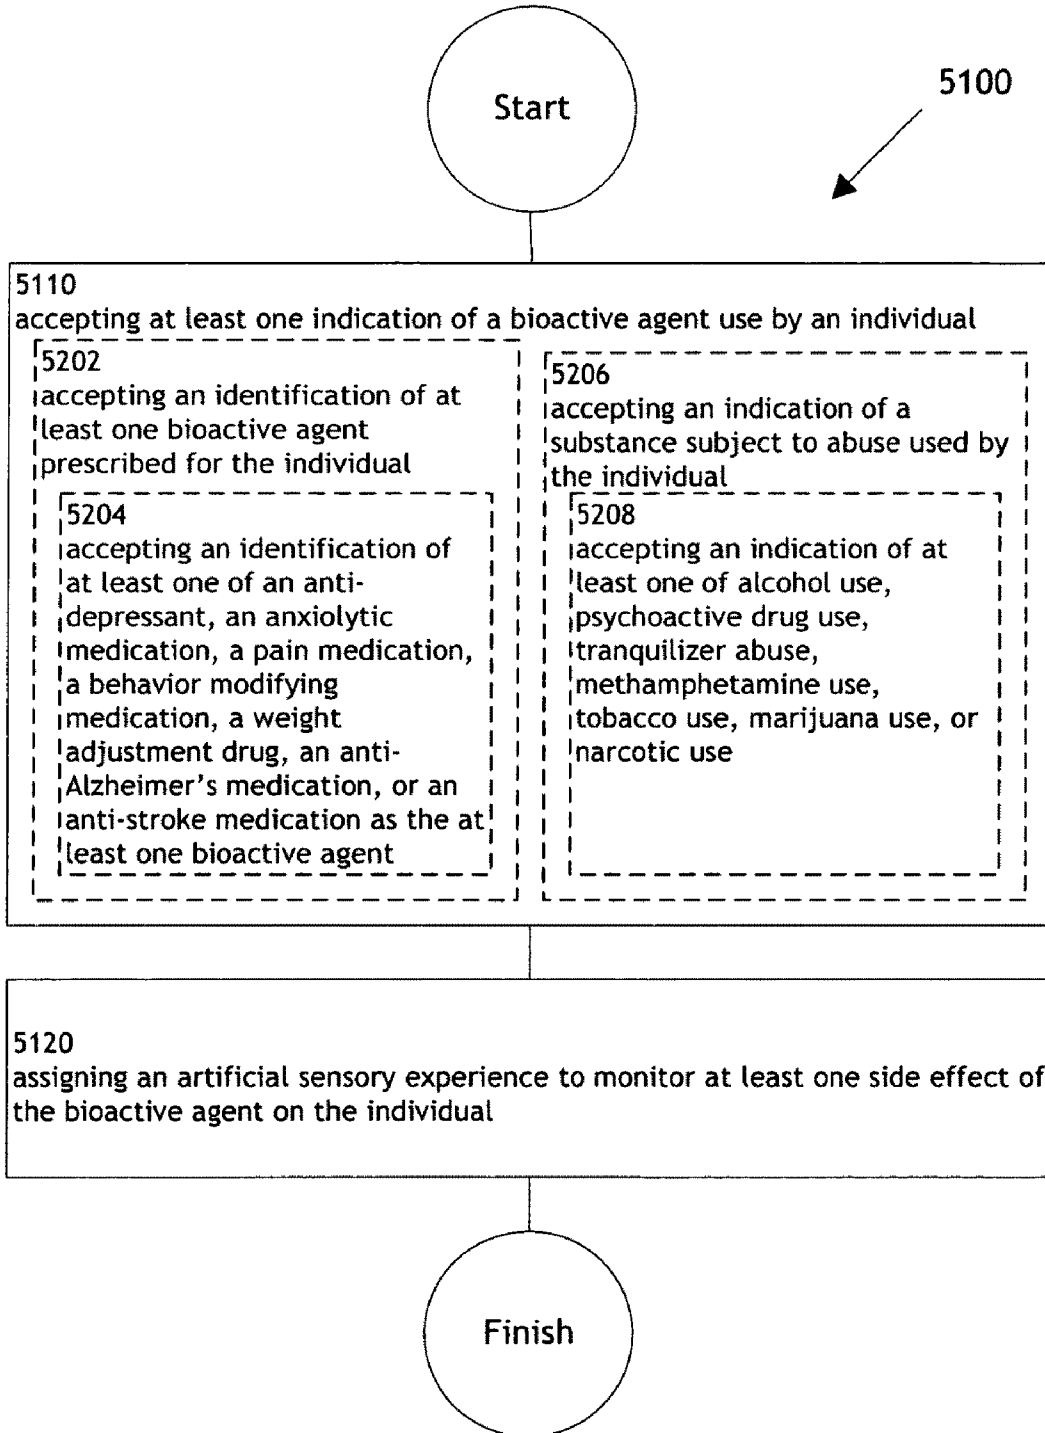 Start
5100
5110
accepting at least one indication of a bioactive agent use by an individual
5202
accepting an identification of at
least one bioactive agent
prescribed for the individual
5204
accepting an identification of
at least one of an anti-
depressant, an anxiolytic
medication, a pain medication,
a behavior modifying
medication, a weight
adjustment drug, an anti-
Alzheimer's medication, or an
anti-stroke medication as the at
least one bioactive agent
5206
accepting an indication of a
substance subject to abuse used by
the individual
5208
accepting an indication of at
least one of alcohol use,
psychoactive drug use,
tranquilizer abuse,
methamphetamine use,
tobacco use, marijuana use, or
narcotic use
5120
assigning an artificial sensory experience to monitor at least one side effect of
the bioactive agent on the individual
Finish